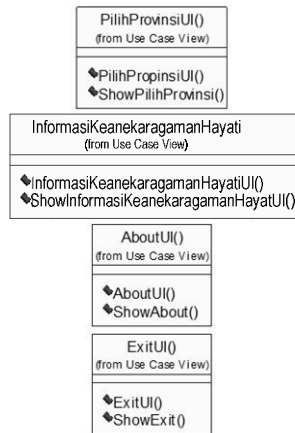 PilihProvinsiUI()
(from Use Case View)
PilihPropinsiUI()
ShowPilihProvinsi()
InformasiKeanekaragamanHayati
(from Use Case View)
InformasiKeanekaragamanHayatiUI()
ShowInformasiKeanekaragamanHayatUI()
AboutUI()
(from Use Case View)
AboutUI()
ShowAbout()
ExitUI()
(from Use Case View)
ExitUI()
ShowExit()